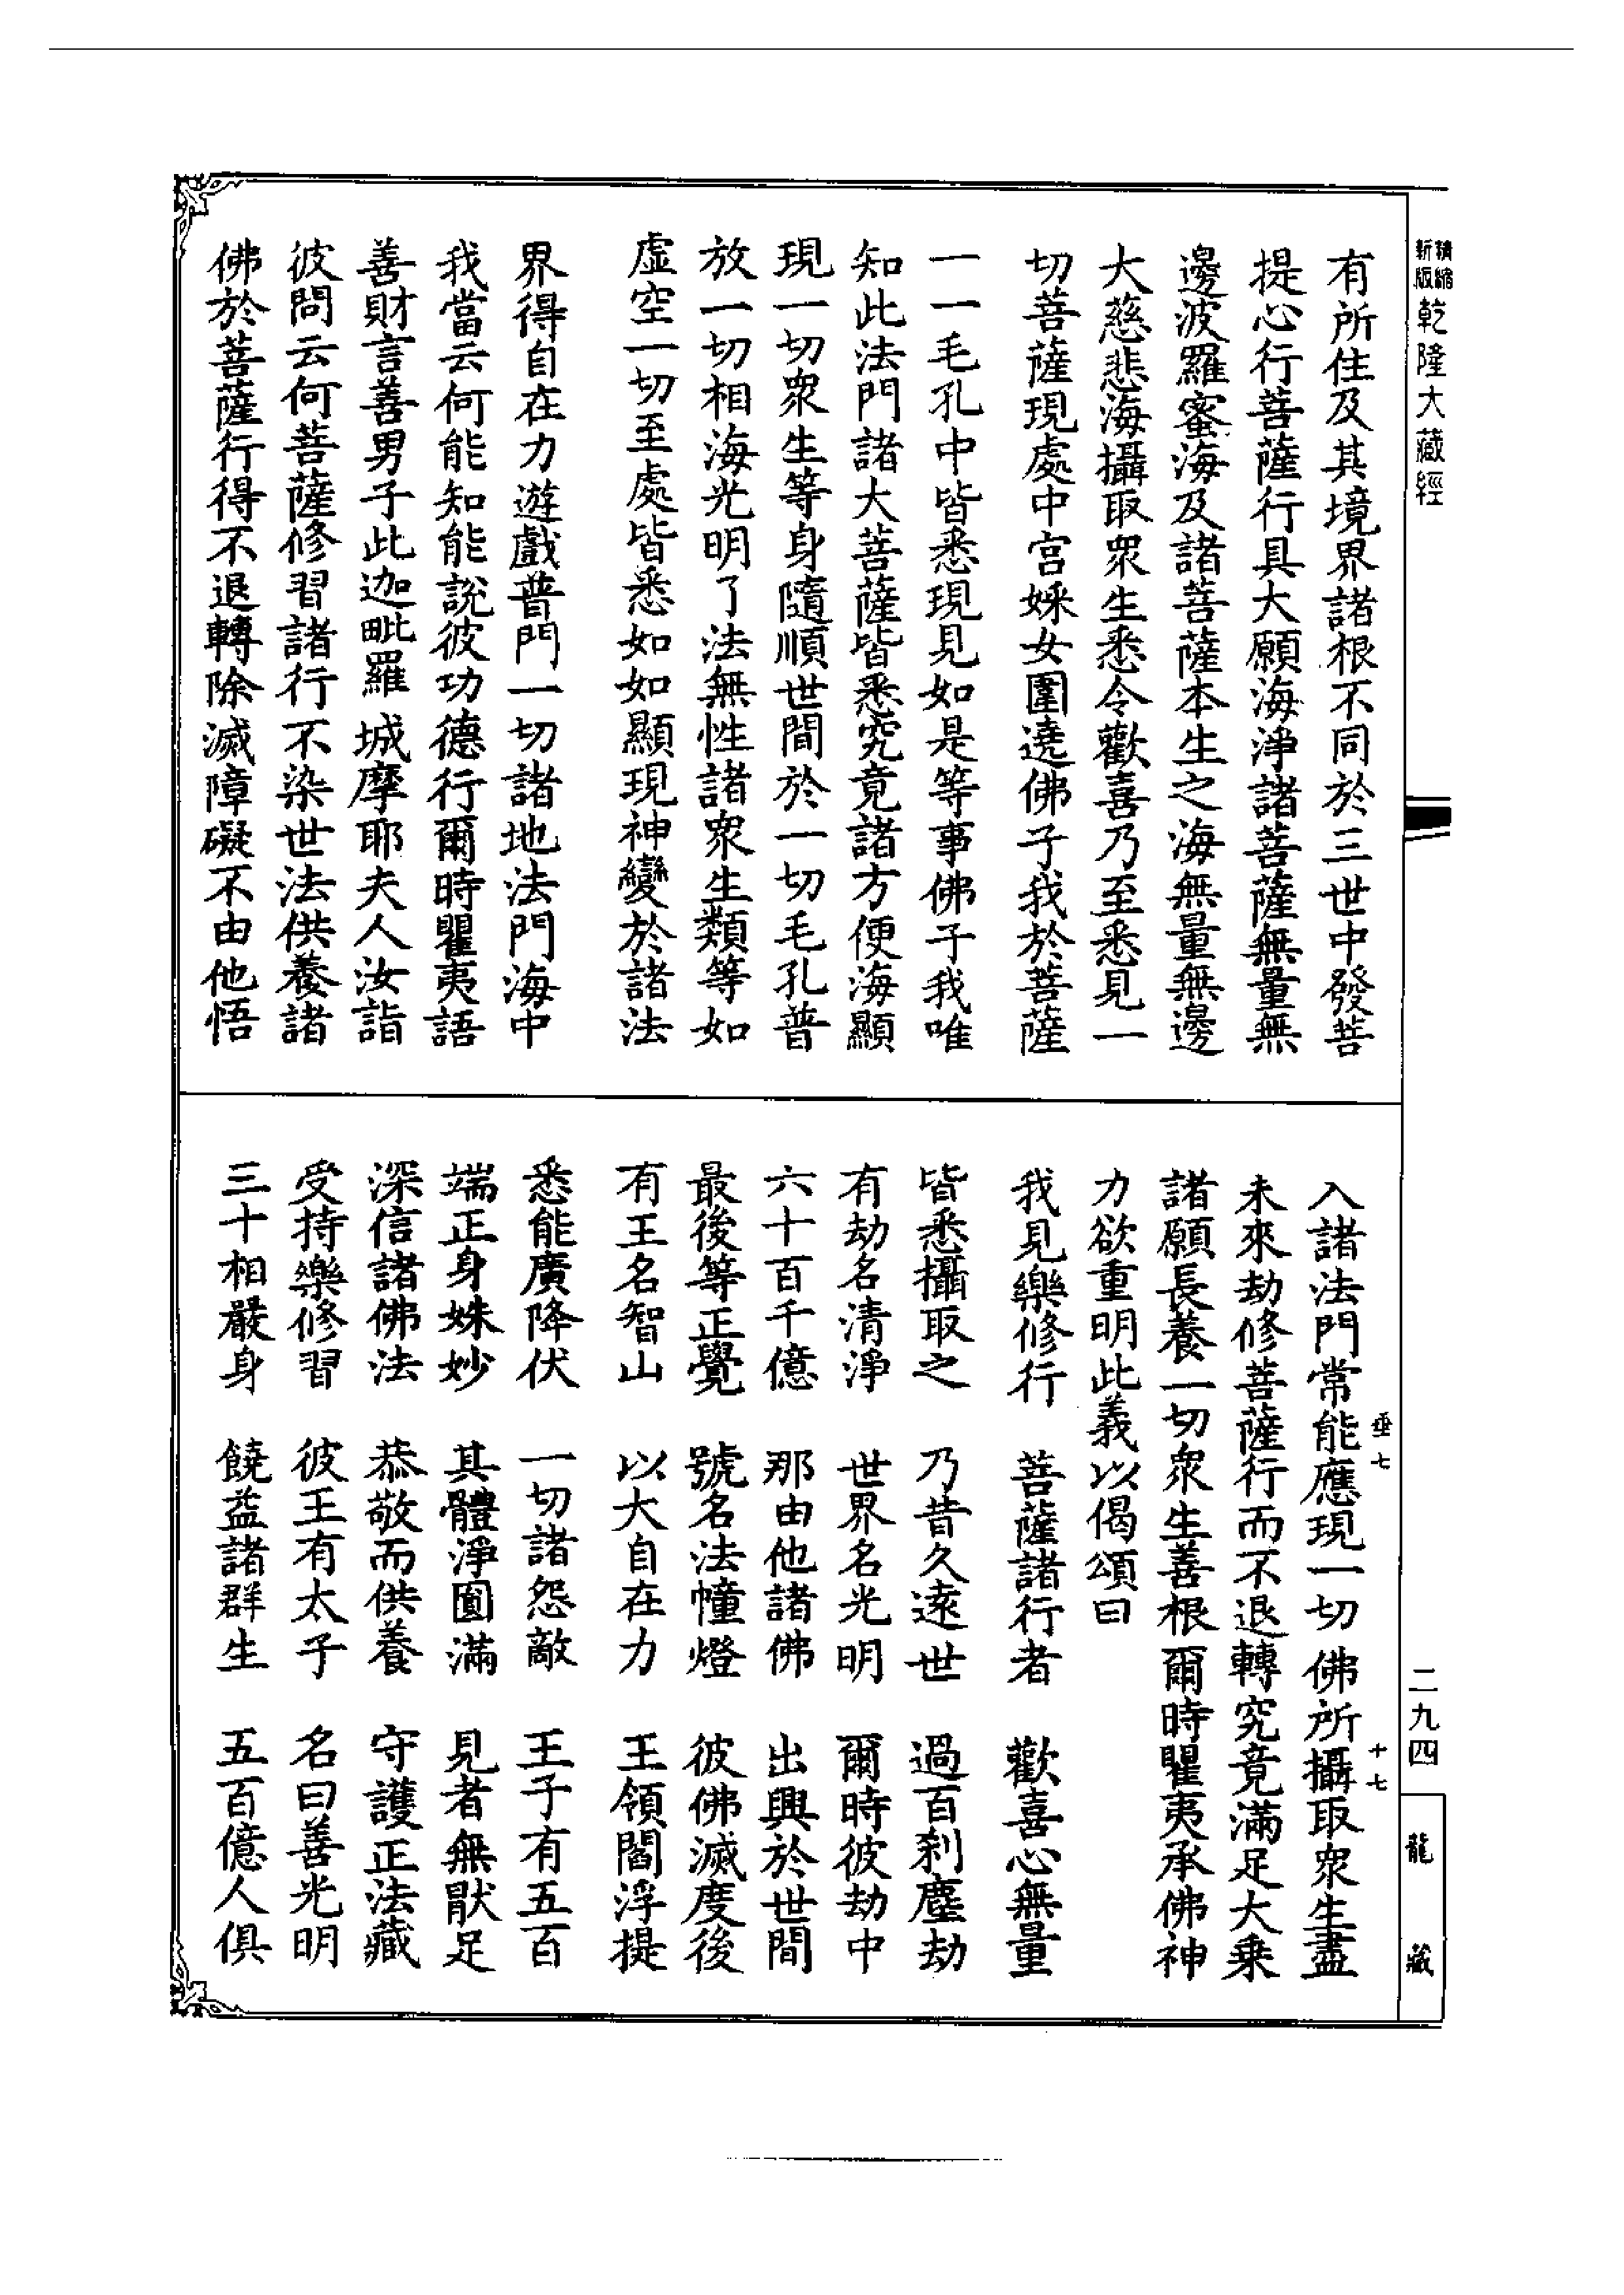 精縮新版乾隆大藏經
有所住及其境界諸根不同於三世中發菩
提心行菩薩行具大願海淨諸菩薩無量無
邊波羅蜜海及諸菩薩本生之海無量無邊
大慈悲海攝取衆生悉令歡喜乃至悉見一
切菩薩現處中宮婇女圍遶佛子我於菩薩
一一毛孔中皆悉現見如是等事佛子我唯
知此法門諸大菩薩皆悉究竟諸方便海顯
現一切衆生等身隨順世間於一切毛孔普
放一切相海光明了法無性諸衆生類等如
虛空一切至處皆悉如如顯現神變於諸法
界得自在力遊戲普門一切諸地法門海中
我當云何能知能說彼功德行爾時瞿夷語
善財言善男子此迦毗羅城摩耶夫人汝詣
彼問云何菩薩修習諸行不染世法供養諸
佛於菩薩行得不退轉除滅障礙不由他悟
入諸法門常能應現一切佛所攝取衆生盡
未來劫修菩薩行而不退轉究竟滿足大乗
諸願長養一切衆生善根爾時瞿夷承佛神
力欲重明此義以偈頌曰
我見樂修行　菩薩諸行者　歡喜心無量
皆悉攝取之　乃昔久遠世　過百刹塵劫
有劫名清淨　世界名光明　爾時彼劫中
六十百千億　那由他諸佛　出興於世間
最後等正覺　號名法幢燈　彼佛滅度後
有王名智山　以大自在力　王領閻浮提
悉能廣降伏　一切諸怨敵　王子有五百
端正身姝妙　其體淨圓滿　見者無猒足
深信諸佛法　恭敬而供養　守護正法藏
受持樂修習　彼王有太子　名曰善光明
三十相嚴身　饒益諸群生　五百億人俱
垂七
十七
二九四
龍藏